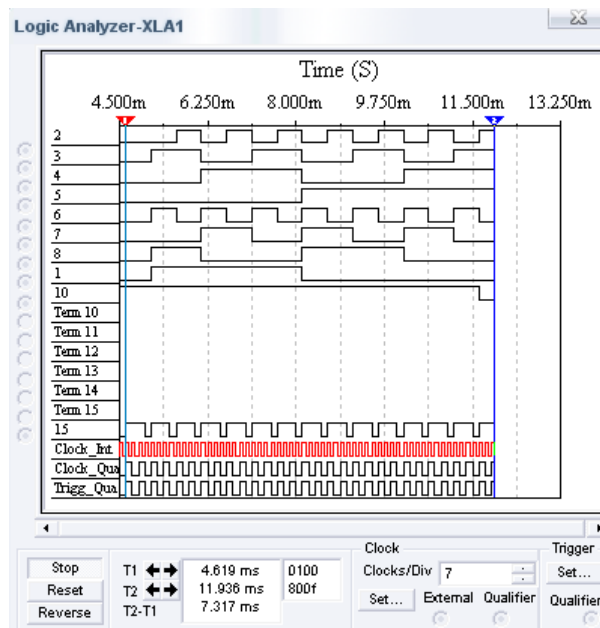 Logic Analyzer-XLA1
Time (S)
4.500m 6.250m 8.000m 9.750m 11.500m 13.250m
1 2
2
3
4
5
6
7
8
1
10
Term 10
Term 11
Term 12
Term 13
Term 14
Term 15
15
Clock_Int
Clock_Qua
Trigg_Qua
Clock Trigger
Stop T1 4.619 ms 0100 Clocks/Div 7 Set...
Reset T2 11.936 ms 800f Set... External Qualifier Qualifier
Reverse T2-T1 7.317 ms